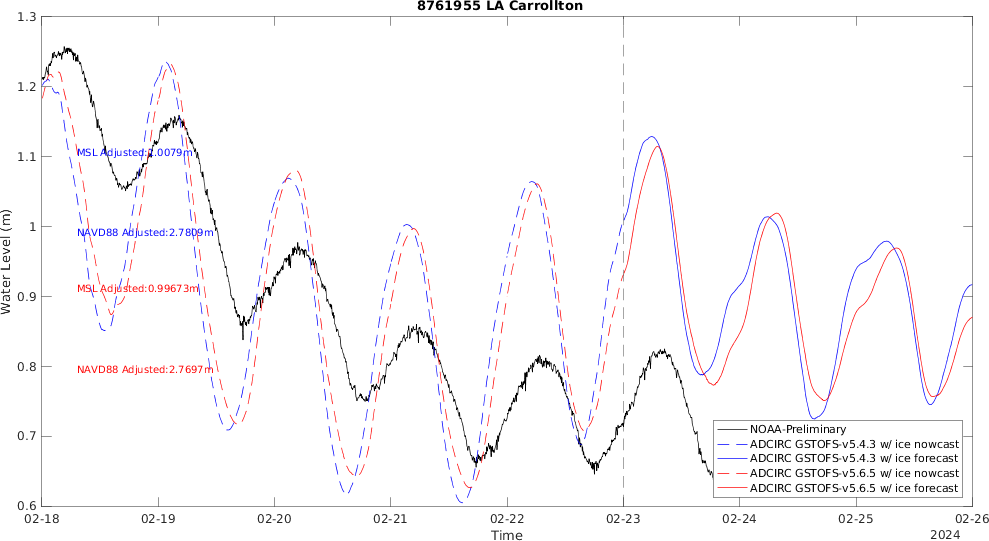 8761955 LA Carrollton
1.3
1.2
1.1
1
0.9
0.8
0.7
0.6
Water Level (m)
MSL Adjusted:1.0079m
NAVD88 Adjusted:2.7809m
MSL Adjusted:0.99673m
NAVD88 Adjusted:2.7697m
NOAA-Preliminary
ADCIRC GSTOFS-v5.4.3 w/ ice nowcast
ADCIRC GSTOFS-v5.4.3 w/ ice forecast
ADCIRC GSTOFS-v5.6.5 w/ ice nowcast
ADCIRC GSTOFS-v5.6.5 w/ ice forecast
02-18 02-19 02-20 02-21 02-22 02-23 02-24 02-25 02-26
Time
2024